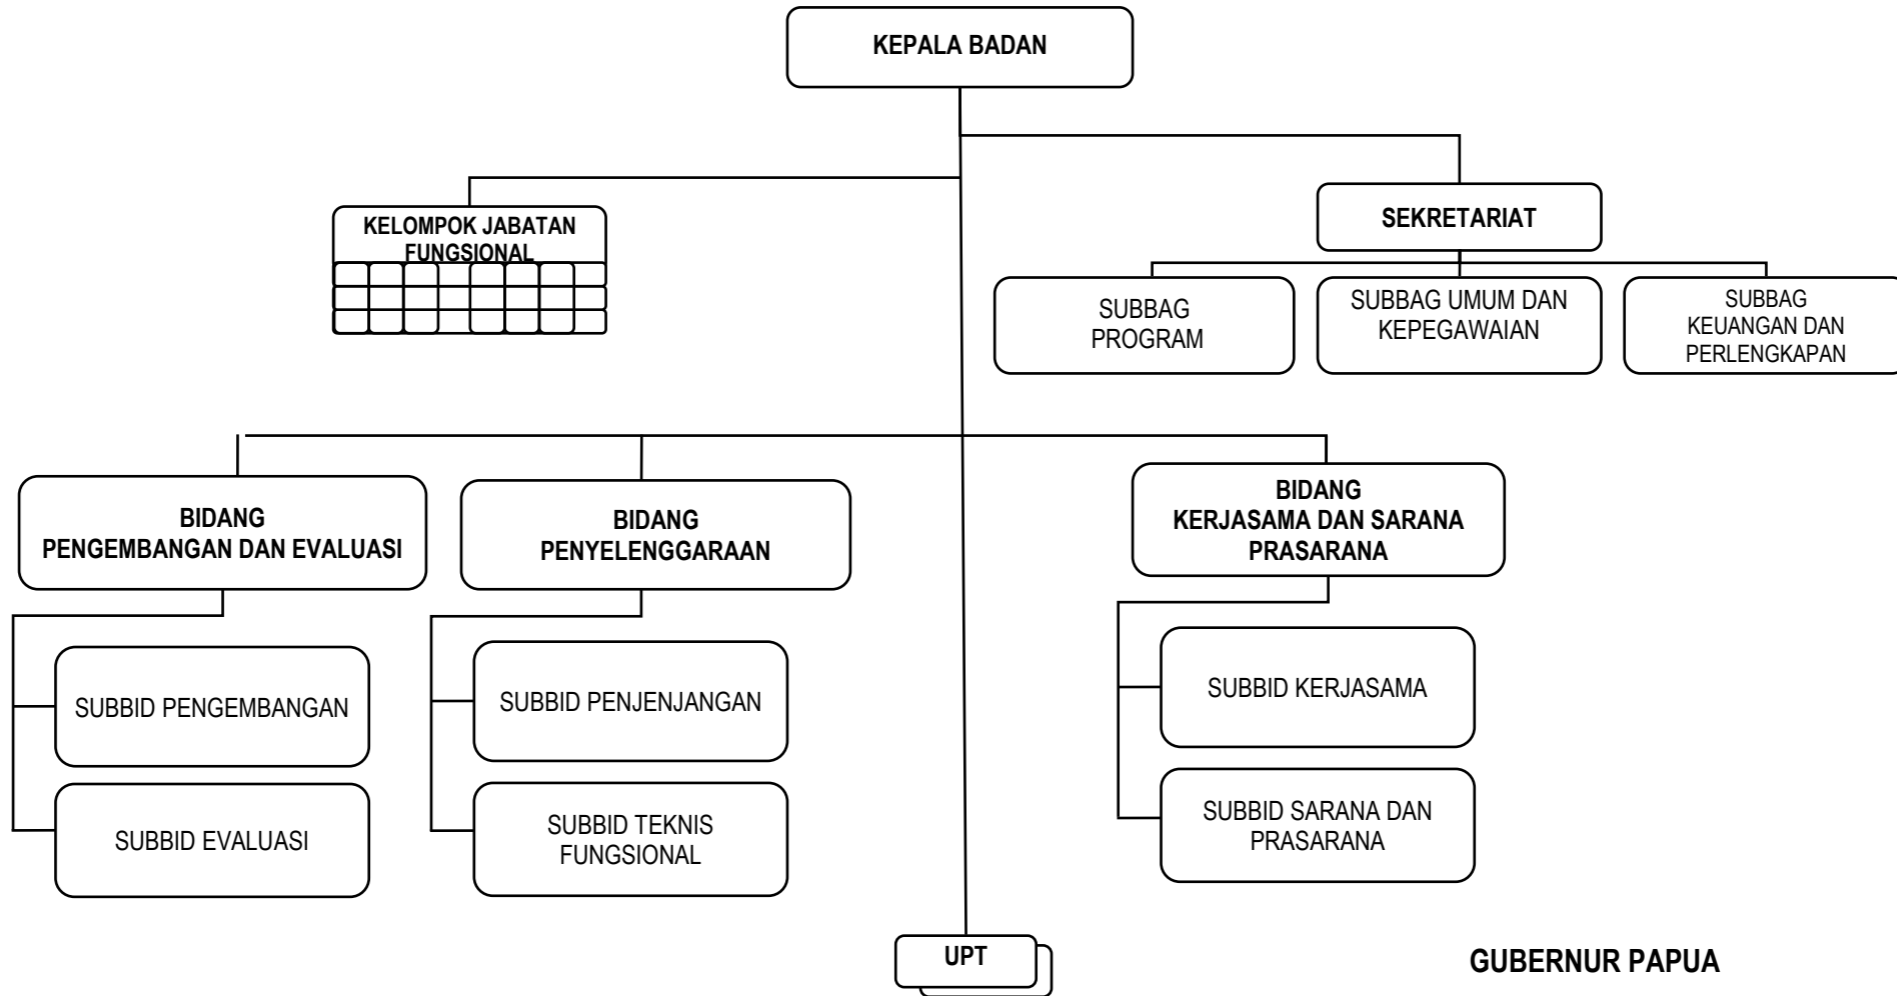 KEPALA BADAN
KELOMPOK JABATAN
FUNGSIONAL
SEKRETARIAT
SUBBAG
PROGRAM
SUBBAG UMUM DAN
KEPEGAWAIAN
SUBBAG
KEUANGAN DAN
PERLENGKAPAN
BIDANG
PENGEMBANGAN DAN EVALUASI
BIDANG
PENYELENGGARAAN
BIDANG
KERJASAMA DAN SARANA
PRASARANA
SUBBID PENGEMBANGAN
SUBBID PENJENJANGAN
SUBBID KERJASAMA
SUBBID EVALUASI
SUBBID TEKNIS
FUNGSIONAL
SUBBID SARANA DAN
PRASARANA
UPT
GUBERNUR PAPUA